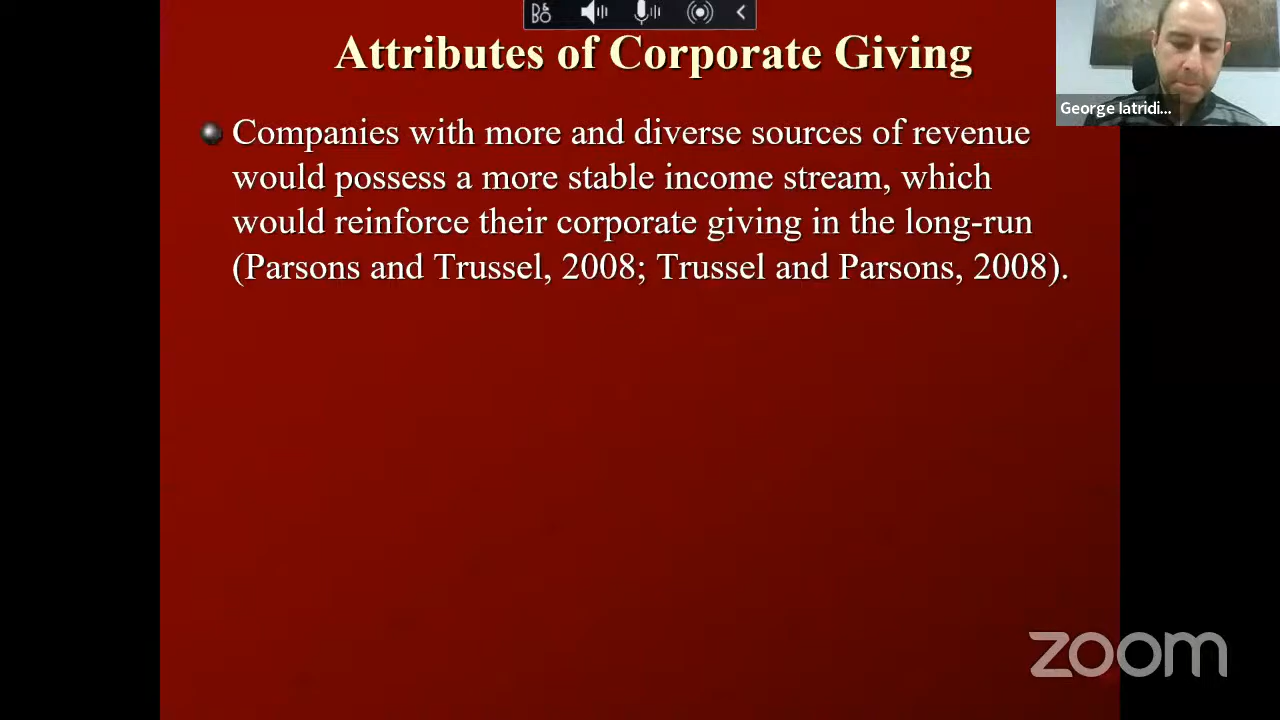 Attributes of Corporate Giving
George Iatridi...
Companies with more and diverse sources of revenue
would possess a more stable income stream, which
would reinforce their corporate giving in the long-run
(Parsons and Trussel, 2008; Trussel and Parsons, 2008).
zoom